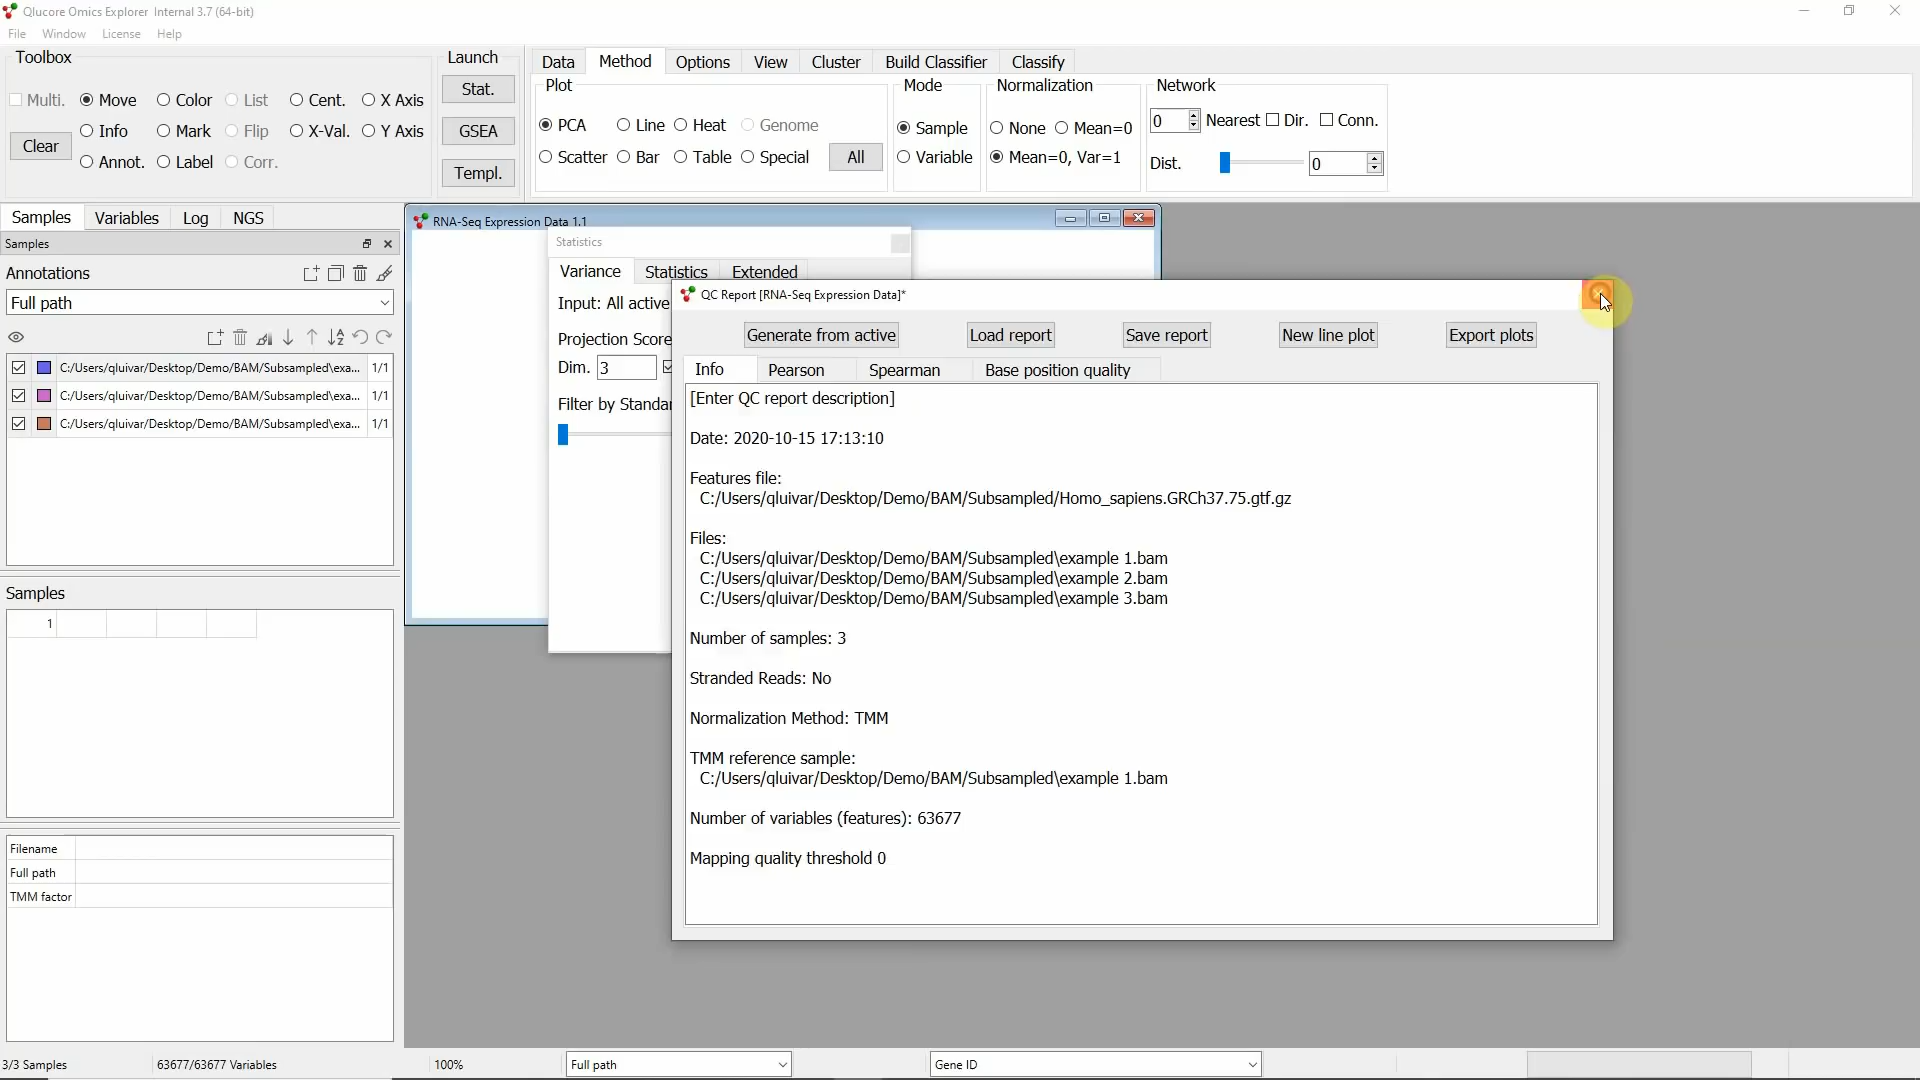 Qlucore Omics Explorer Internal 3.7 (64-bit)
File Window License Help
Toolbox
Multi. Move Color List Cent. X Axis
Info Mark Flip X-Val. Y Axis
Clear
Annot. Label Corr.
Launch
Stat.
GSEA
Templ.
Data Method Options View Cluster Build Classifier Classify
Plot
PCA Line Heat Genome
Scatter Bar Table Special All
Mode
Sample
Variable
Normalization
None Mean=0
Mean=0, Var=1
Network
0 Nearest Dir. Conn.
Dist. 0
Samples Variables Log NGS
Samples
Annotations
Full path
C:/Users/qluivar/Desktop/Demo/BAM/Subsampled\exa... 1/1
C:/Users/qluivar/Desktop/Demo/BAM/Subsampled\exa... 1/1
C:/Users/qluivar/Desktop/Demo/BAM/Subsampled\exa... 1/1
Samples
1
Filename
Full path
TMM factor
RNA-Seq Expression Data 1.1
Statistics
Variance Statistics Extended
Input: All active
Projection Score
Dim. 3
Filter by Standa
QC Report [RNA-Seq Expression Data]*
Generate from active Load report Save report New line plot Export plots
Info Pearson Spearman Base position quality
[Enter QC report description]
Date: 2020-10-15 17:13:10
Features file:
C:/Users/qluivar/Desktop/Demo/BAM/Subsampled/Homo_sapiens.GRCh37.75.gtf.gz
Files:
C:/Users/qluivar/Desktop/Demo/BAM/Subsampled\example 1.bam
C:/Users/qluivar/Desktop/Demo/BAM/Subsampled\example 2.bam
C:/Users/qluivar/Desktop/Demo/BAM/Subsampled\example 3.bam
Number of samples: 3
Stranded Reads: No
Normalization Method: TMM
TMM reference sample:
C:/Users/qluivar/Desktop/Demo/BAM/Subsampled\example 1.bam
Number of variables (features): 63677
Mapping quality threshold 0
3/3 Samples 63677/63677 Variables 100% Full path Gene ID